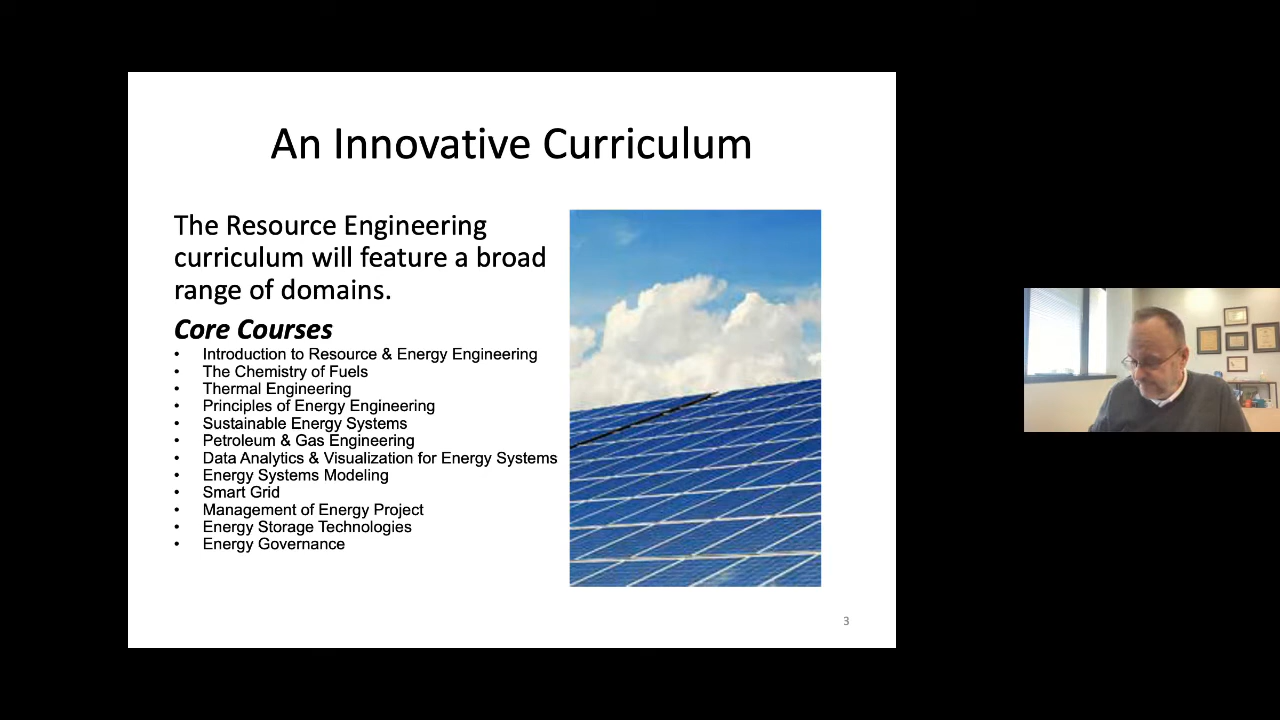 An Innovative Curriculum
The Resource Engineering
curriculum will feature a broad
range of domains.
Core Courses
• Introduction to Resource & Energy Engineering
• The Chemistry of Fuels
• Thermal Engineering
• Principles of Energy Engineering
• Sustainable Energy Systems
• Petroleum & Gas Engineering
• Data Analytics & Visualization for Energy Systems
• Energy Systems Modeling
• Smart Grid
• Management of Energy Project
• Energy Storage Technologies
• Energy Governance
3